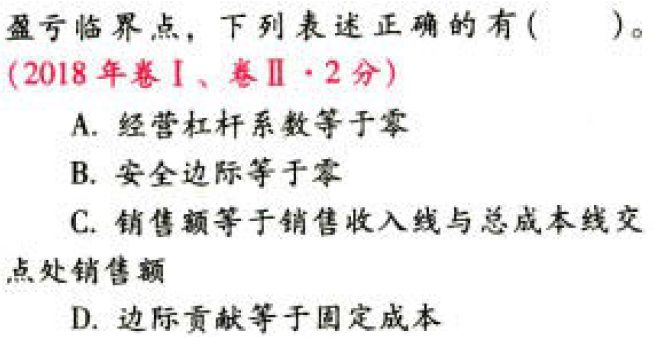 盈亏临界点，下列表述正确的有(　　)。
(2018年卷Ⅰ、卷Ⅱ·2分)
A. 经营杠杆系数等于零
B. 安全边际等于零
C. 销售额等于销售收入线与总成本线交
点处销售额
D. 边际贡献等于固定成本